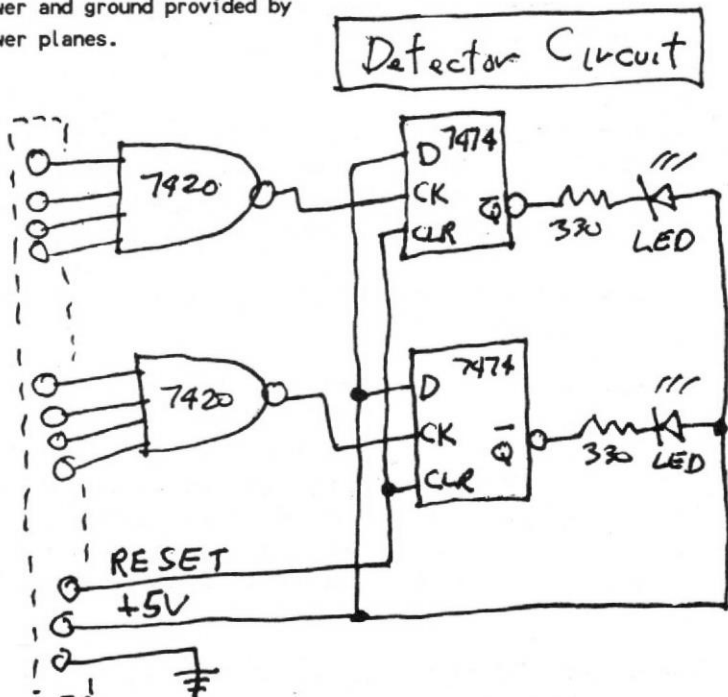 wer and ground provided by
wer planes.
Detector Circuit
7420
D 7474
CK
CLR
Q
330
LED
7420
7474
D
CK
CLR
Q
330
LED
RESET
+5V